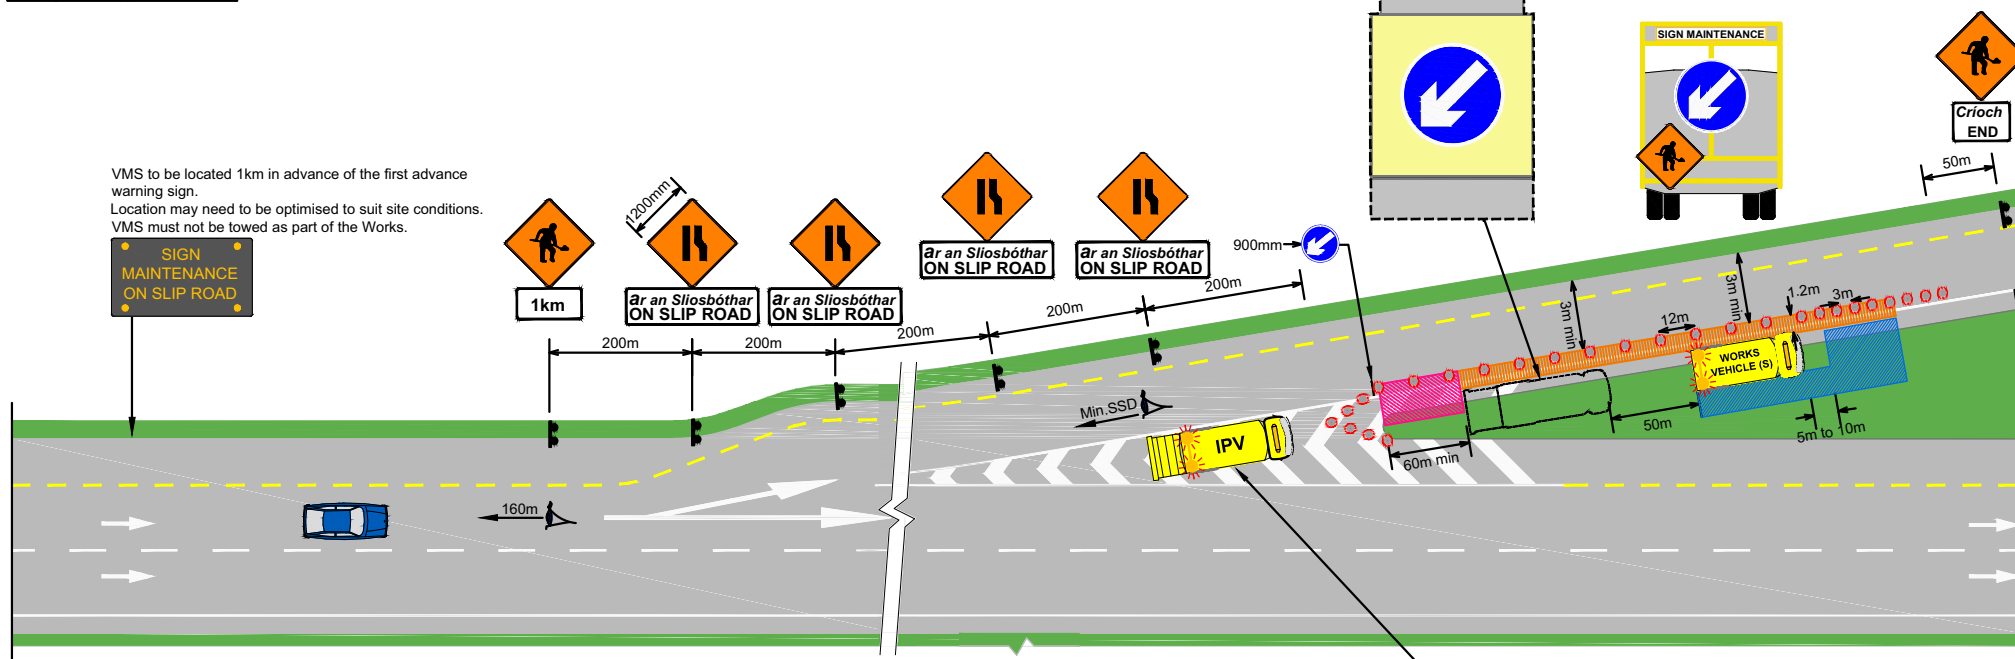 VMS to be located 1km in advance of the first advance
warning sign.
Location may need to be optimised to suit site conditions.
VMS must not be towed as part of the Works.
SIGN
MAINTENANCE
ON SLIP ROAD
1km
1200mm
ar an Sliosbóthar
ON SLIP ROAD
ar an Sliosbóthar
ON SLIP ROAD
ar an Sliosbóthar
ON SLIP ROAD
ar an Sliosbóthar
ON SLIP ROAD
200m
200m
200m
200m
200m
900mm
SIGN MAINTENANCE
Críoch
END
50m
3m min
3m min
1.2m
3m
12m
WORKS
VEHICLE (S)
Min.SSD
IPV
60m min
50m
5m to 10m
160m